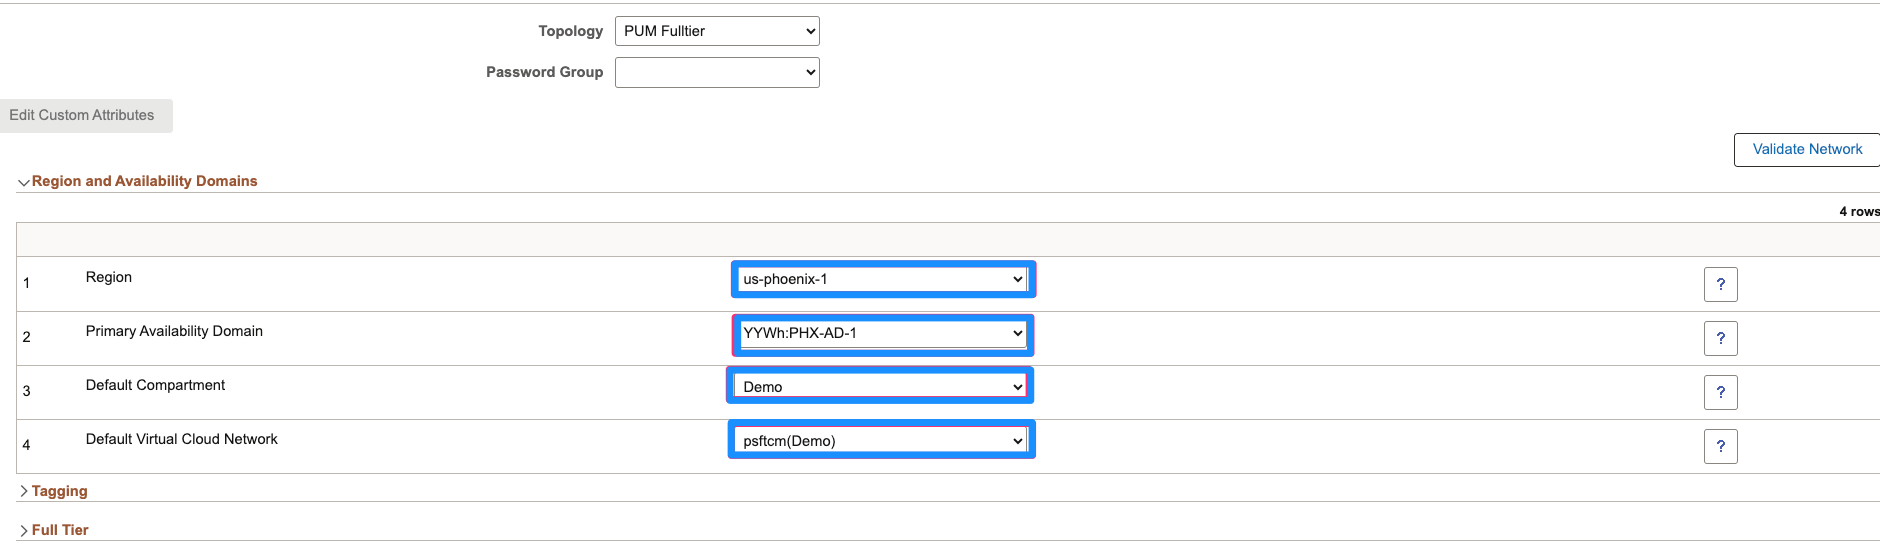 Topology PUM Fulltier
Password Group
Edit Custom Attributes
Validate Network
Region and Availability Domains
4 rows
1 Region us-phoenix-1 ?
2 Primary Availability Domain YYWh:PHX-AD-1 ?
3 Default Compartment Demo ?
4 Default Virtual Cloud Network psftcm(Demo) ?
Tagging
Full Tier